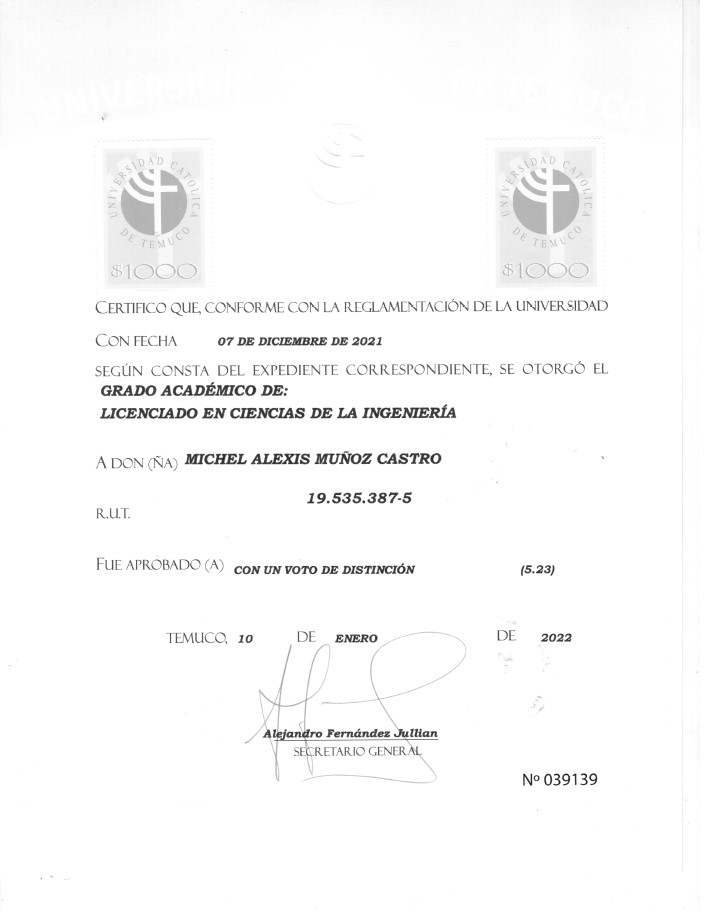 UNIVERSIDAD CATÓLICA DE TEMUCO
UNIVERSIDAD CATOLICA DE TEMUCO
$1000
UNIVERSIDAD CATOLICA DE TEMUCO
$1000
CERTIFICO QUE, CONFORME CON LA REGLAMENTACIÓN DE LA UNIVERSIDAD
CON FECHA 07 DE DICIEMBRE DE 2021
SEGÚN CONSTA DEL EXPEDIENTE CORRESPONDIENTE, SE OTORGÓ EL
GRADO ACADÉMICO DE:
LICENCIADO EN CIENCIAS DE LA INGENIERÍA
A DON (ÑA) MICHEL ALEXIS MUÑOZ CASTRO
19.535.387-5
R.U.T.
FUE APROBADO (A) CON UN VOTO DE DISTINCIÓN (5.23)
TEMUCO, 10 DE ENERO DE 2022
Alejandro Fernández Jullian
SECRETARIO GENERAL
Nº 039139